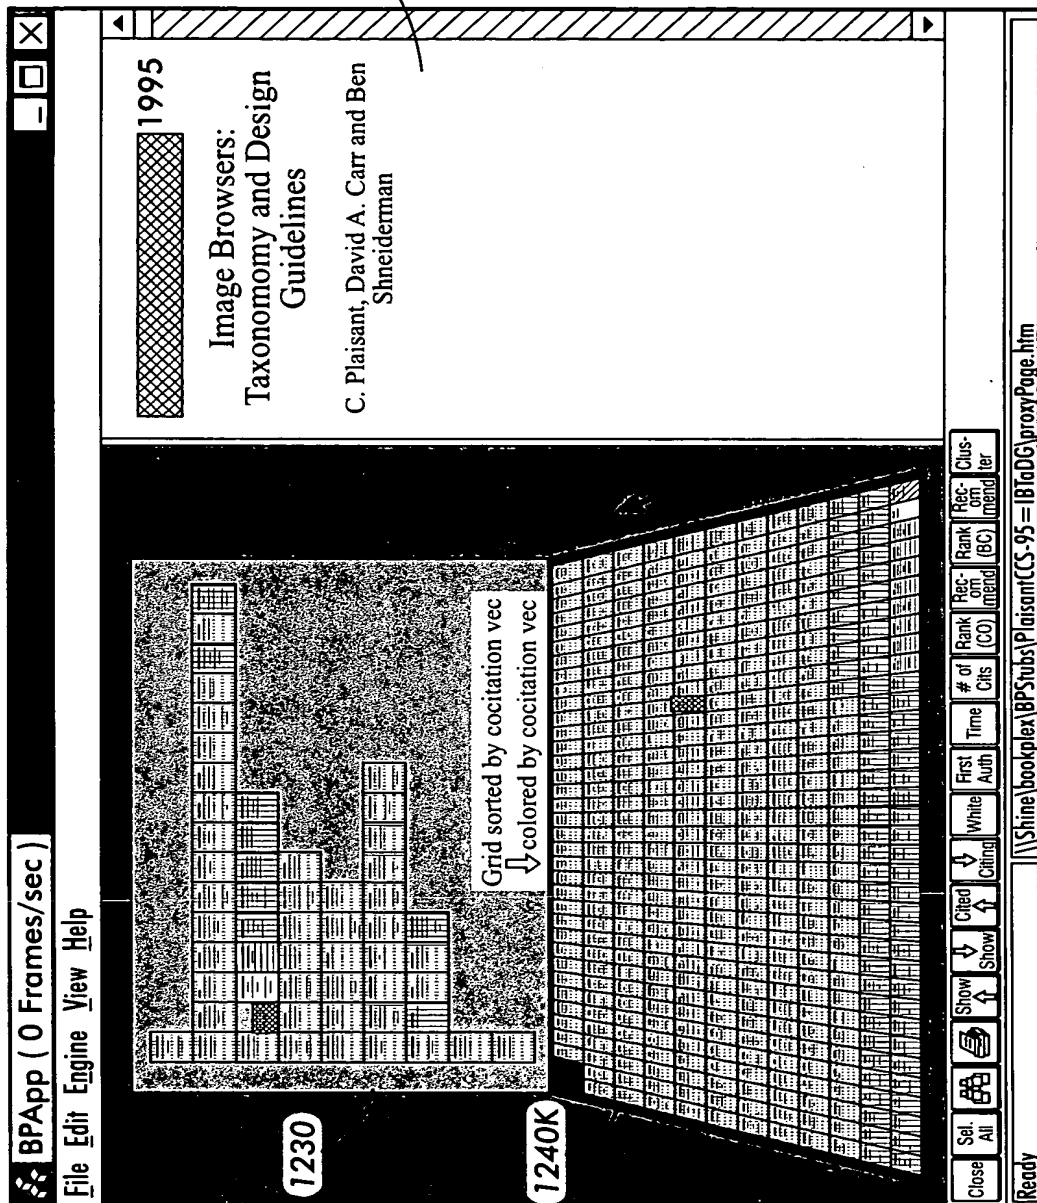 BPApp ( 0 Frames/sec )
File Edit Engine View Help
1230
1240K
Grid sorted by cocitation vec
colored by cocitation vec
1995
Image Browsers:
Taxonomomy and Design
Guidelines
C. Plaisant, David A. Carr and Ben
Shneiderman
Close
Sel. All
Show
Show
Cited
Citing
White
First Auth
Time
# of Cits
Rank (CO)
Rec- om mend
Rank (BC)
Rec- om mend
Clus- ter
Ready
\\Shine\bookplex\BPStubs\PlaisantCCS-95=IBTaDG\proxyPage.htm